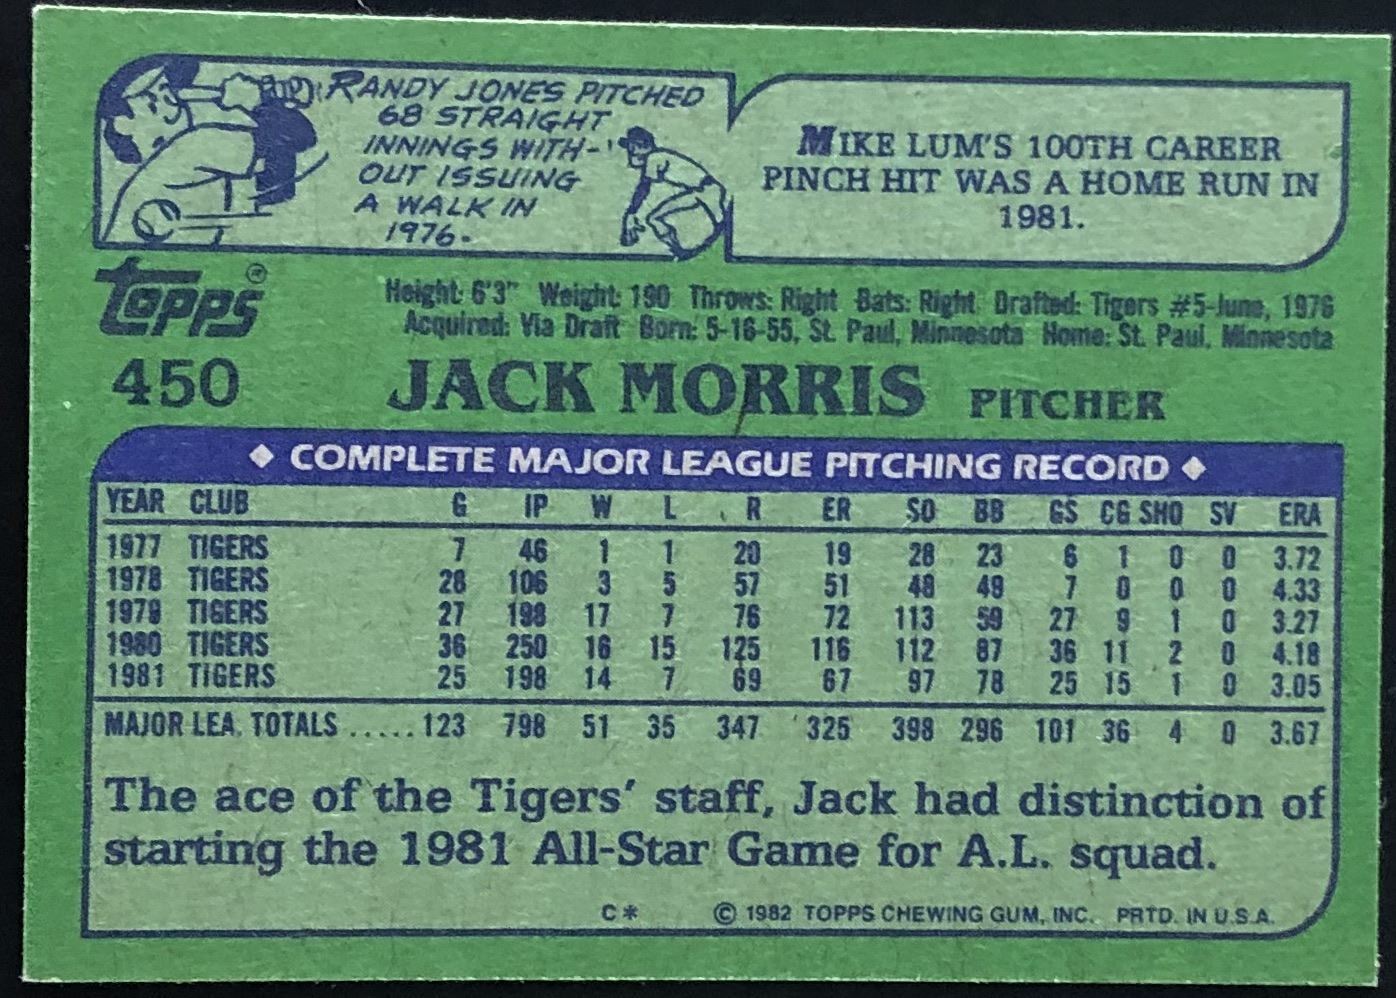 RANDY JONES PITCHED
68 STRAIGHT
INNINGS WITH-
OUT ISSUING
A WALK IN
1976.
MIKE LUM'S 100TH CAREER
PINCH HIT WAS A HOME RUN IN
1981.
topps®
Height: 6'3" Weight: 190 Throws: Right Bats: Right Drafted: Tigers #5-June, 1976
Acquired: Via Draft Born: 5-16-55, St. Paul, Minnesota Home: St. Paul, Minnesota
450 JACK MORRIS PITCHER
◆ COMPLETE MAJOR LEAGUE PITCHING RECORD ◆
YEAR CLUB G IP W L R ER SO BB GS CG SHO SV ERA
1977 TIGERS 7 46 1 1 20 19 28 23 6 1 0 0 3.72
1978 TIGERS 28 106 3 5 57 51 48 49 7 0 0 0 4.33
1979 TIGERS 27 198 17 7 76 72 113 59 27 9 1 0 3.27
1980 TIGERS 36 250 16 15 125 116 112 87 36 11 2 0 4.18
1981 TIGERS 25 198 14 7 69 67 97 78 25 15 1 0 3.05
MAJOR LEA. TOTALS ..... 123 798 51 35 347 325 398 296 101 36 4 0 3.67
The ace of the Tigers' staff, Jack had distinction of
starting the 1981 All-Star Game for A.L. squad.
C* © 1982 TOPPS CHEWING GUM, INC. PRTD. IN U.S.A.